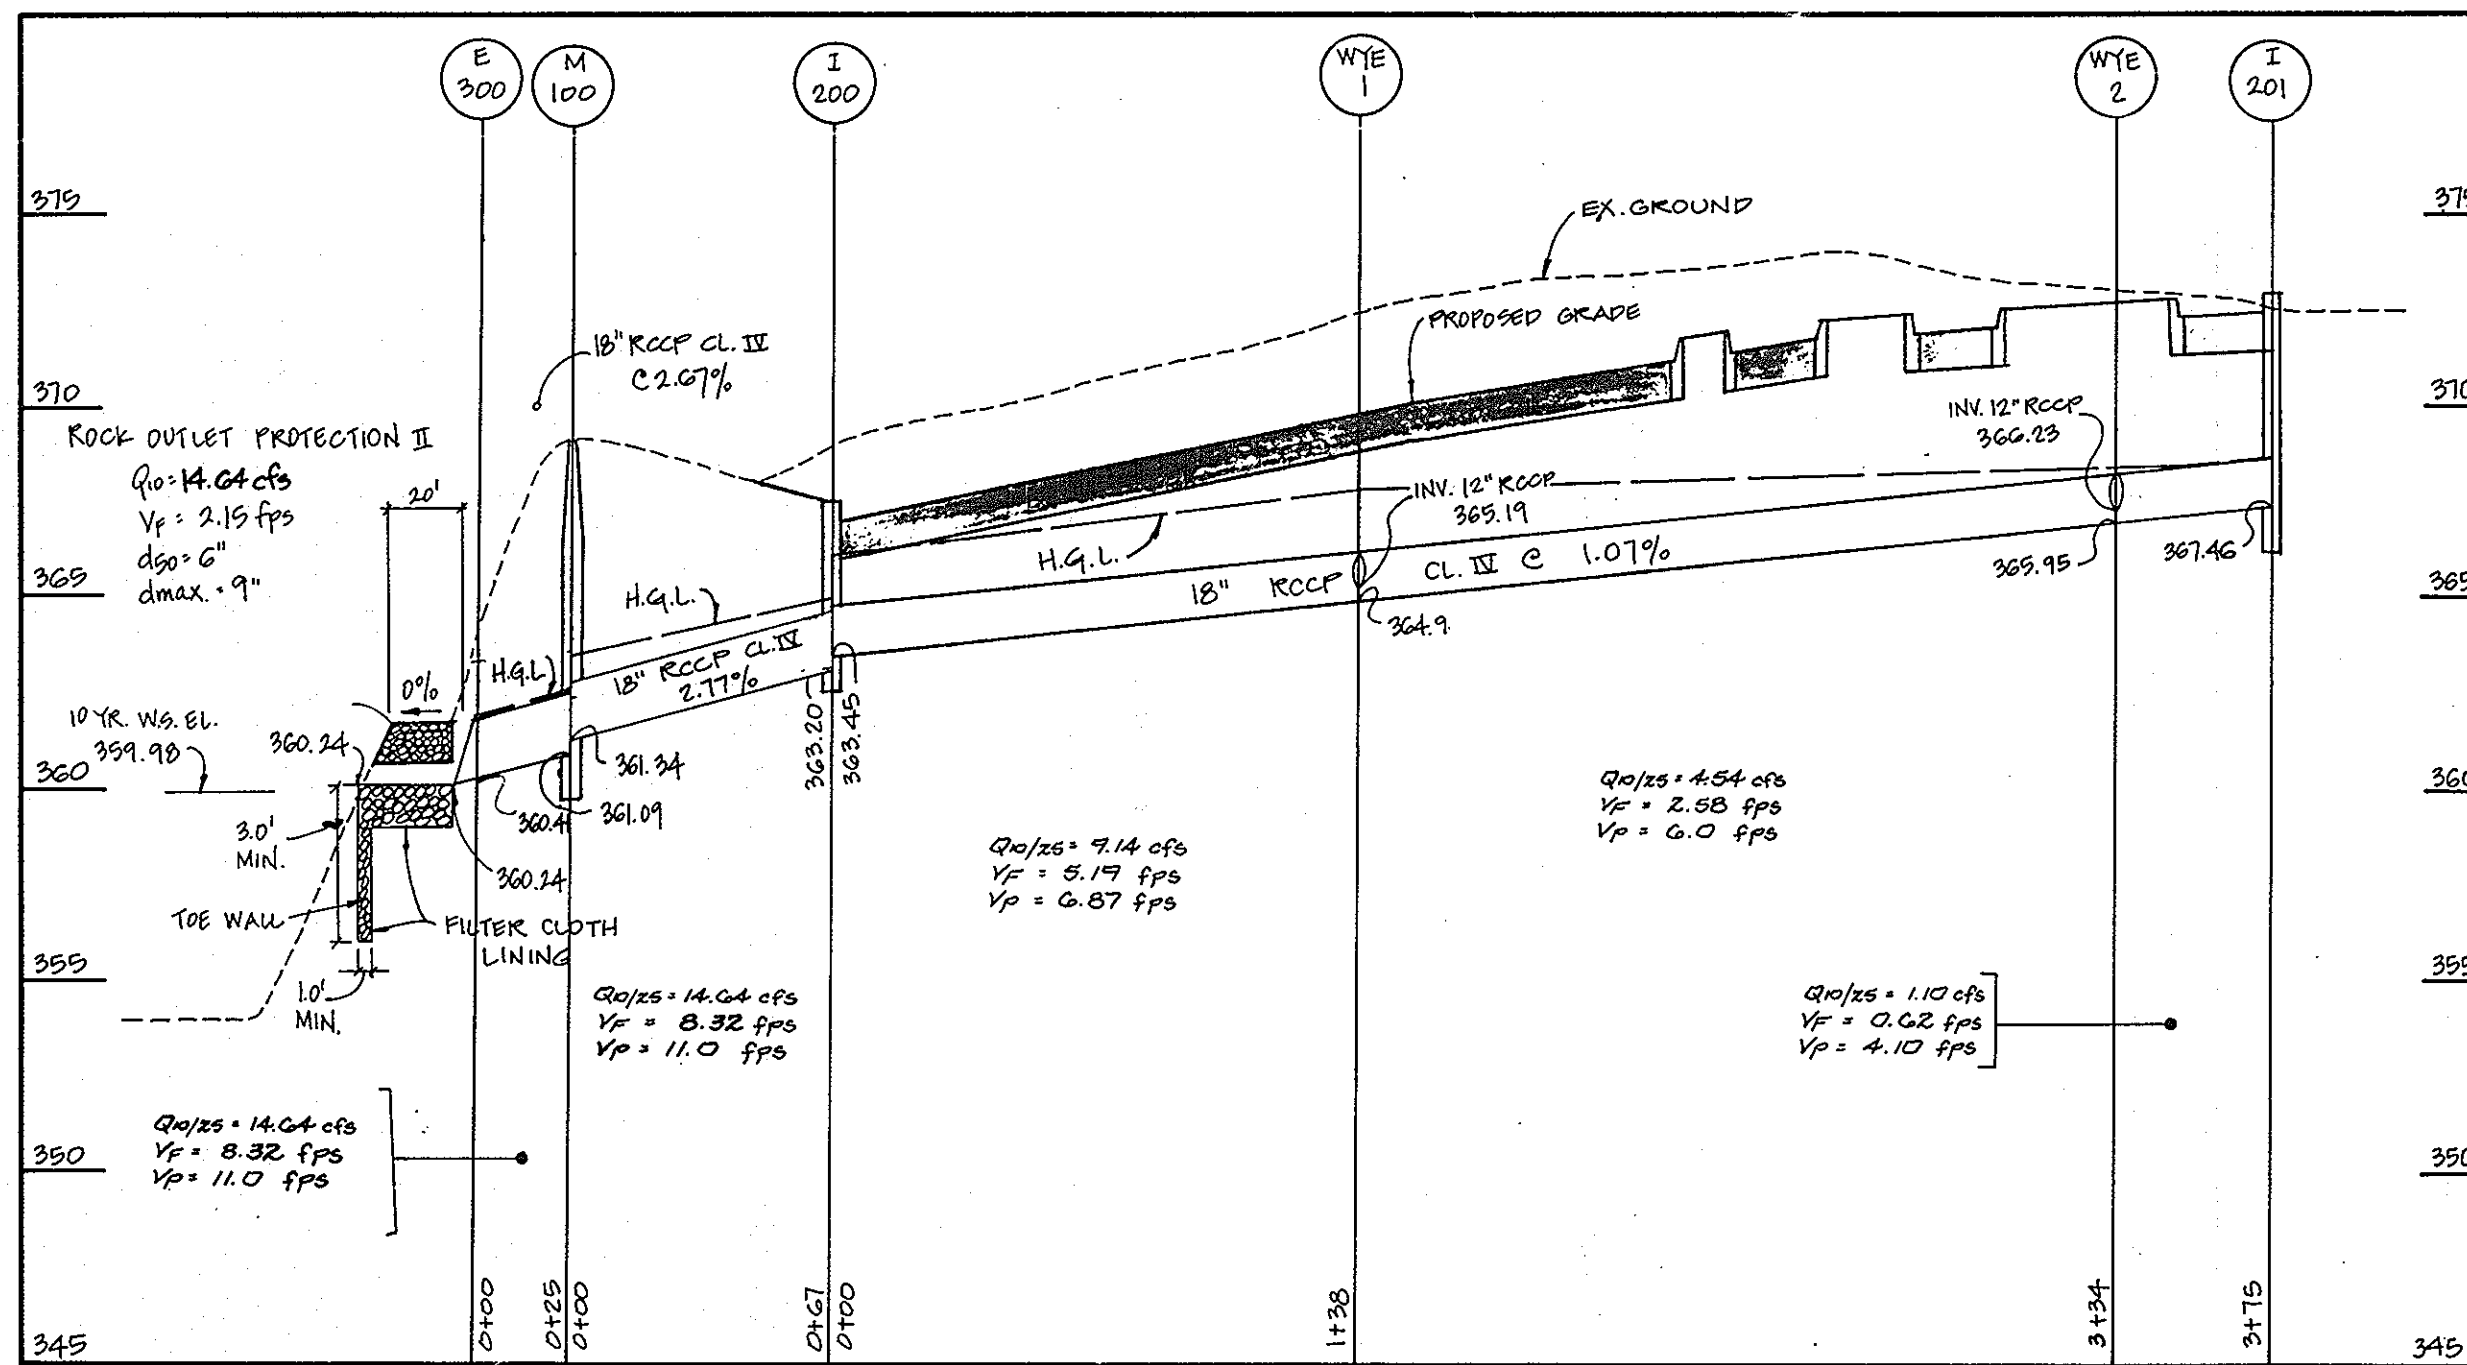 E
300
M
100
I
200
WYE
1
WYE
2
I
201
375
370
365
360
355
350
345
EX. GROUND
PROPOSED GRADE
18" RCCP CL. IV
@ 2.67%
ROCK OUTLET PROTECTION II
Q10=14.64 cfs
VF = 2.15 fps
d50= 6"
dmax. = 9"
20'
0%
10 YR. W.S. EL.
359.98
360.24
3.0'
MIN.
TOE WALL
1.0'
MIN.
FILTER CLOTH
LINING
360.24
360.4
361.09
361.34
H.G.L.
H.G.L.
18" RCCP CL. IV
2.77%
363.20
363.45
H.G.L.
INV. 12" RCCP
365.19
364.9
18" RCCP CL. IV @ 1.07%
INV. 12" RCCP
366.23
365.95
367.46
Q10/25 = 4.54 cfs
VF = 2.58 fps
VP = 6.0 fps
Q10/25 = 9.14 cfs
VF = 5.19 fps
VP = 6.87 fps
Q10/25 = 14.64 cfs
VF = 8.32 fps
VP = 11.0 fps
Q10/25 = 1.10 cfs
VF = 0.62 fps
VP = 4.10 fps
Q10/25 = 14.64 cfs
VF = 8.32 fps
VP = 11.0 fps
0+00
0+25
0+00
0+67
0+00
1+38
3+34
3+75
370
365
360
355
350
345